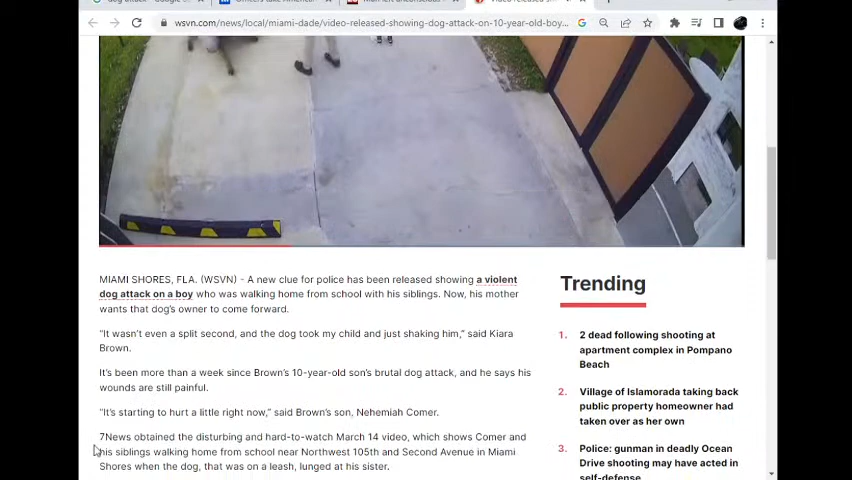 wsvn.com/news/local/miami-dade/video-released-showing-dog-attack-on-10-year-old-boy...
MIAMI SHORES, FLA. (WSVN) - A new clue for police has been released showing a violent
dog attack on a boy who was walking home from school with his siblings. Now, his mother
wants that dog's owner to come forward.
"It wasn't even a split second, and the dog took my child and just shaking him," said Kiara
Brown.
It's been more than a week since Brown's 10-year-old son's brutal dog attack, and he says his
wounds are still painful.
"It's starting to hurt a little right now," said Brown's son, Nehemiah Comer.
7News obtained the disturbing and hard-to-watch March 14 video, which shows Comer and
his siblings walking home from school near Northwest 105th and Second Avenue in Miami
Shores when the dog, that was on a leash, lunged at his sister.
Trending
1. 2 dead following shooting at
apartment complex in Pompano
Beach
2. Village of Islamorada taking back
public property homeowner had
taken over as her own
3. Police: gunman in deadly Ocean
Drive shooting may have acted in
self-defense